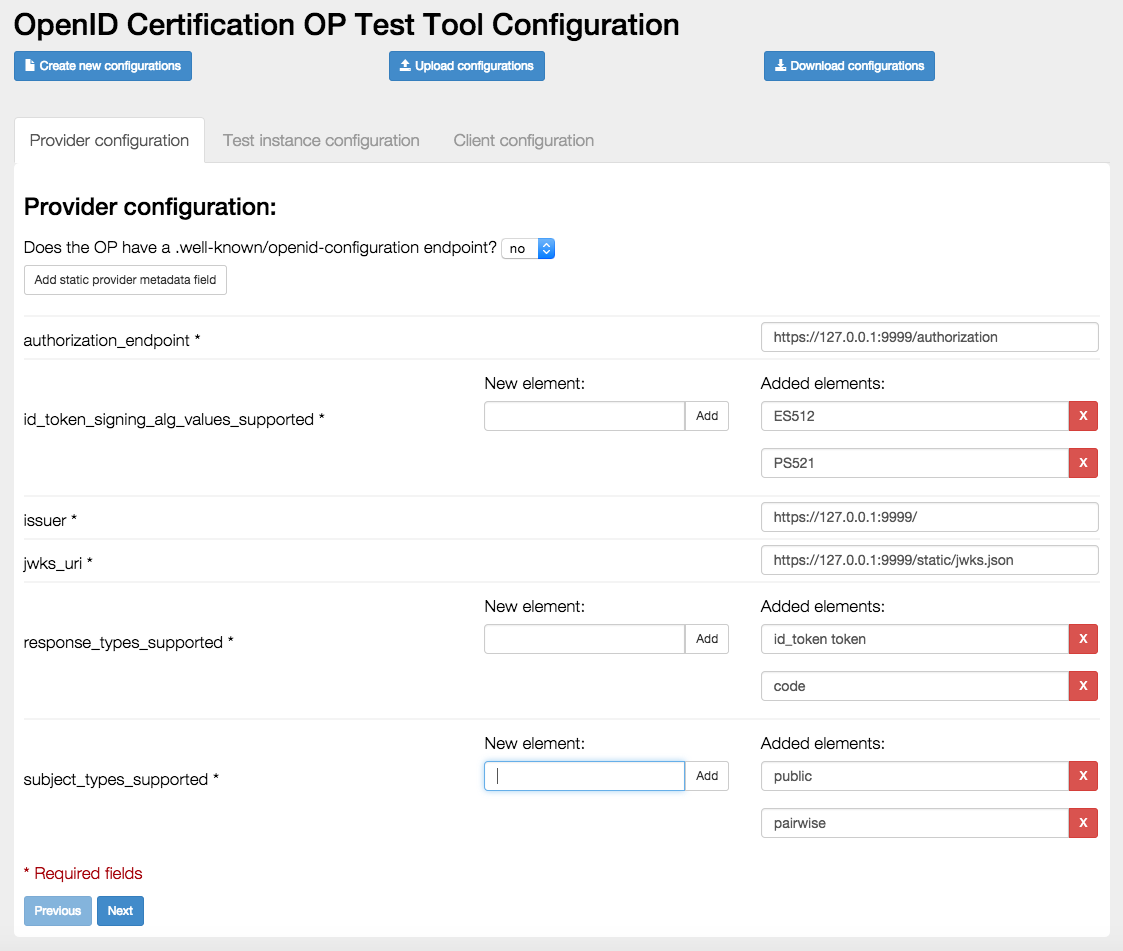 OpenID Certification OP Test Tool Configuration
Create new configurations Upload configurations Download configurations
Provider configuration Test instance configuration Client configuration
Provider configuration:
Does the OP have a .well-known/openid-configuration endpoint? no
Add static provider metadata field
authorization_endpoint * https://127.0.0.1:9999/authorization
New element: Added elements:
id_token_signing_alg_values_supported * Add ES512 X
PS521 X
issuer * https://127.0.0.1:9999/
jwks_uri * https://127.0.0.1:9999/static/jwks.json
New element: Added elements:
response_types_supported * Add id_token token X
code X
New element: Added elements:
subject_types_supported * Add public X
pairwise X
* Required fields
Previous Next